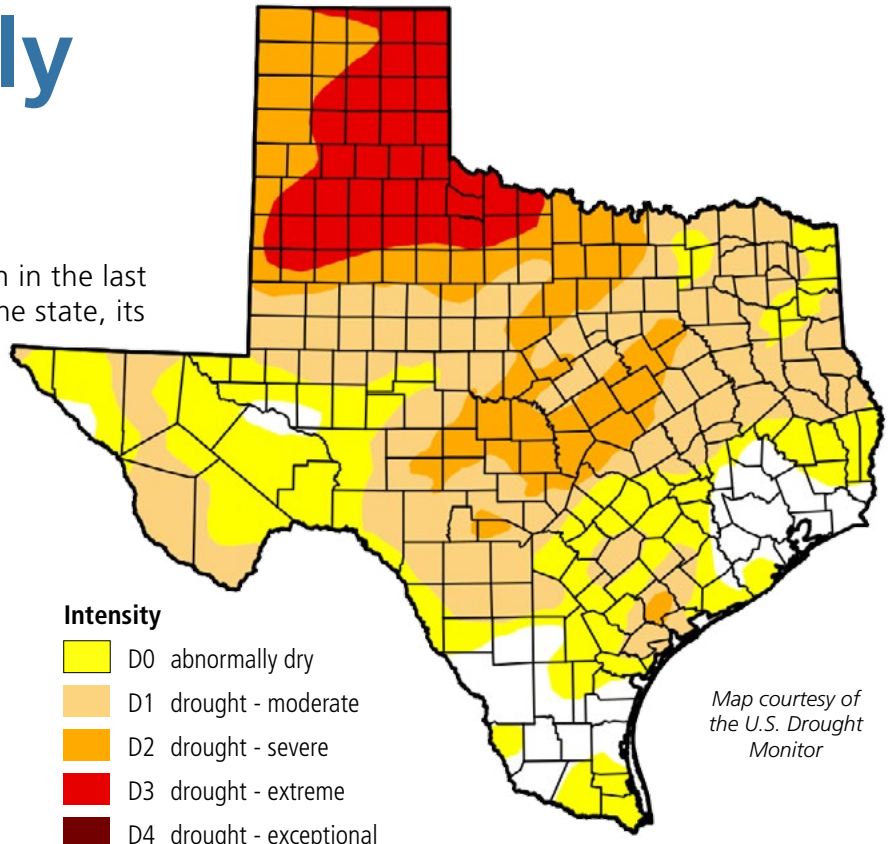 ly
n in the last
he state, its
Intensity
D0 abnormally dry
D1 drought - moderate
D2 drought - severe
D3 drought - extreme
D4 drought - exceptional
Map courtesy of
the U.S. Drought
Monitor